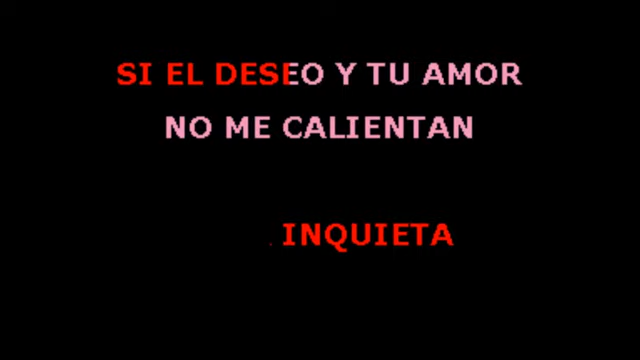 SI EL DESEO Y TU AMOR
NO ME CALIENTAN
INQUIETA